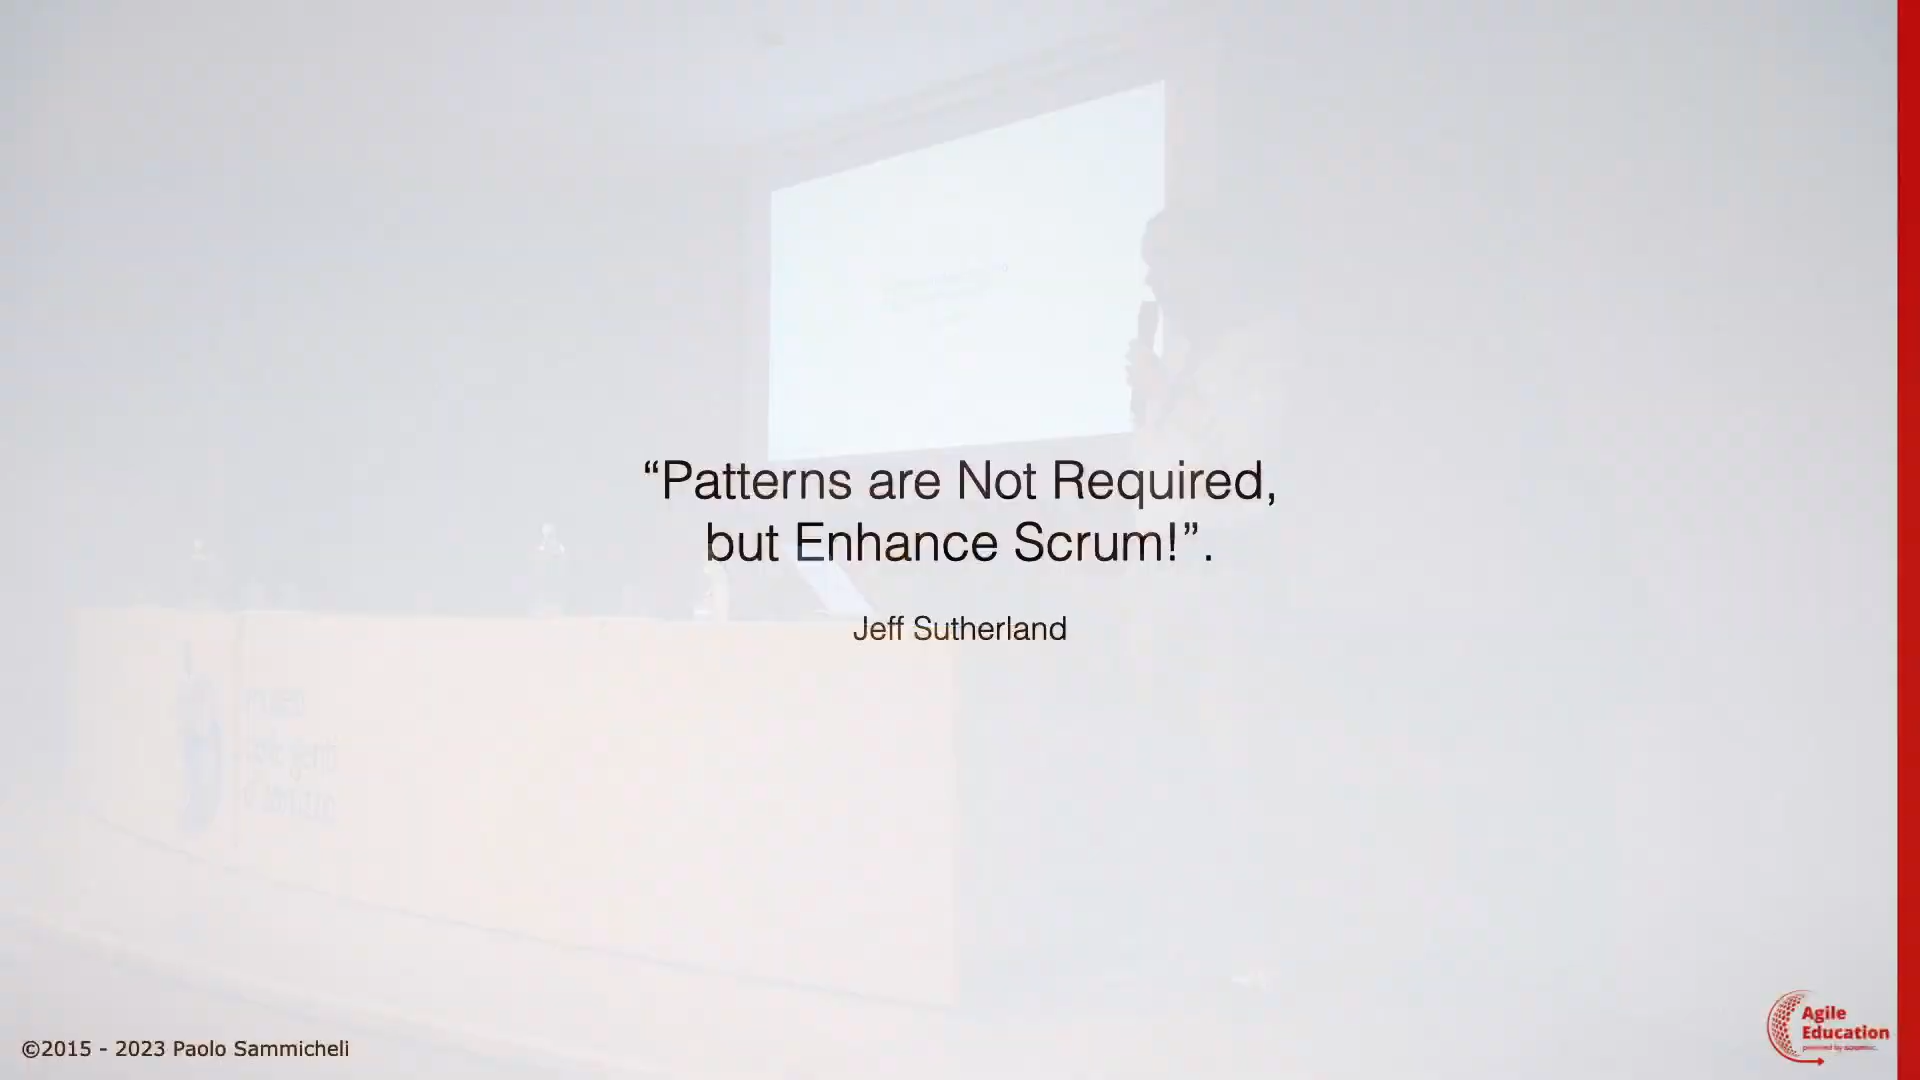 “Patterns are Not Required,
but Enhance Scrum!”.
Jeff Sutherland
©2015 - 2023 Paolo Sammicheli
Agile
Education